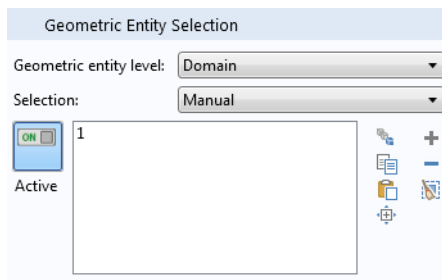 Geometric Entity Selection
Geometric entity level: Domain
Selection: Manual
ON 1
Active